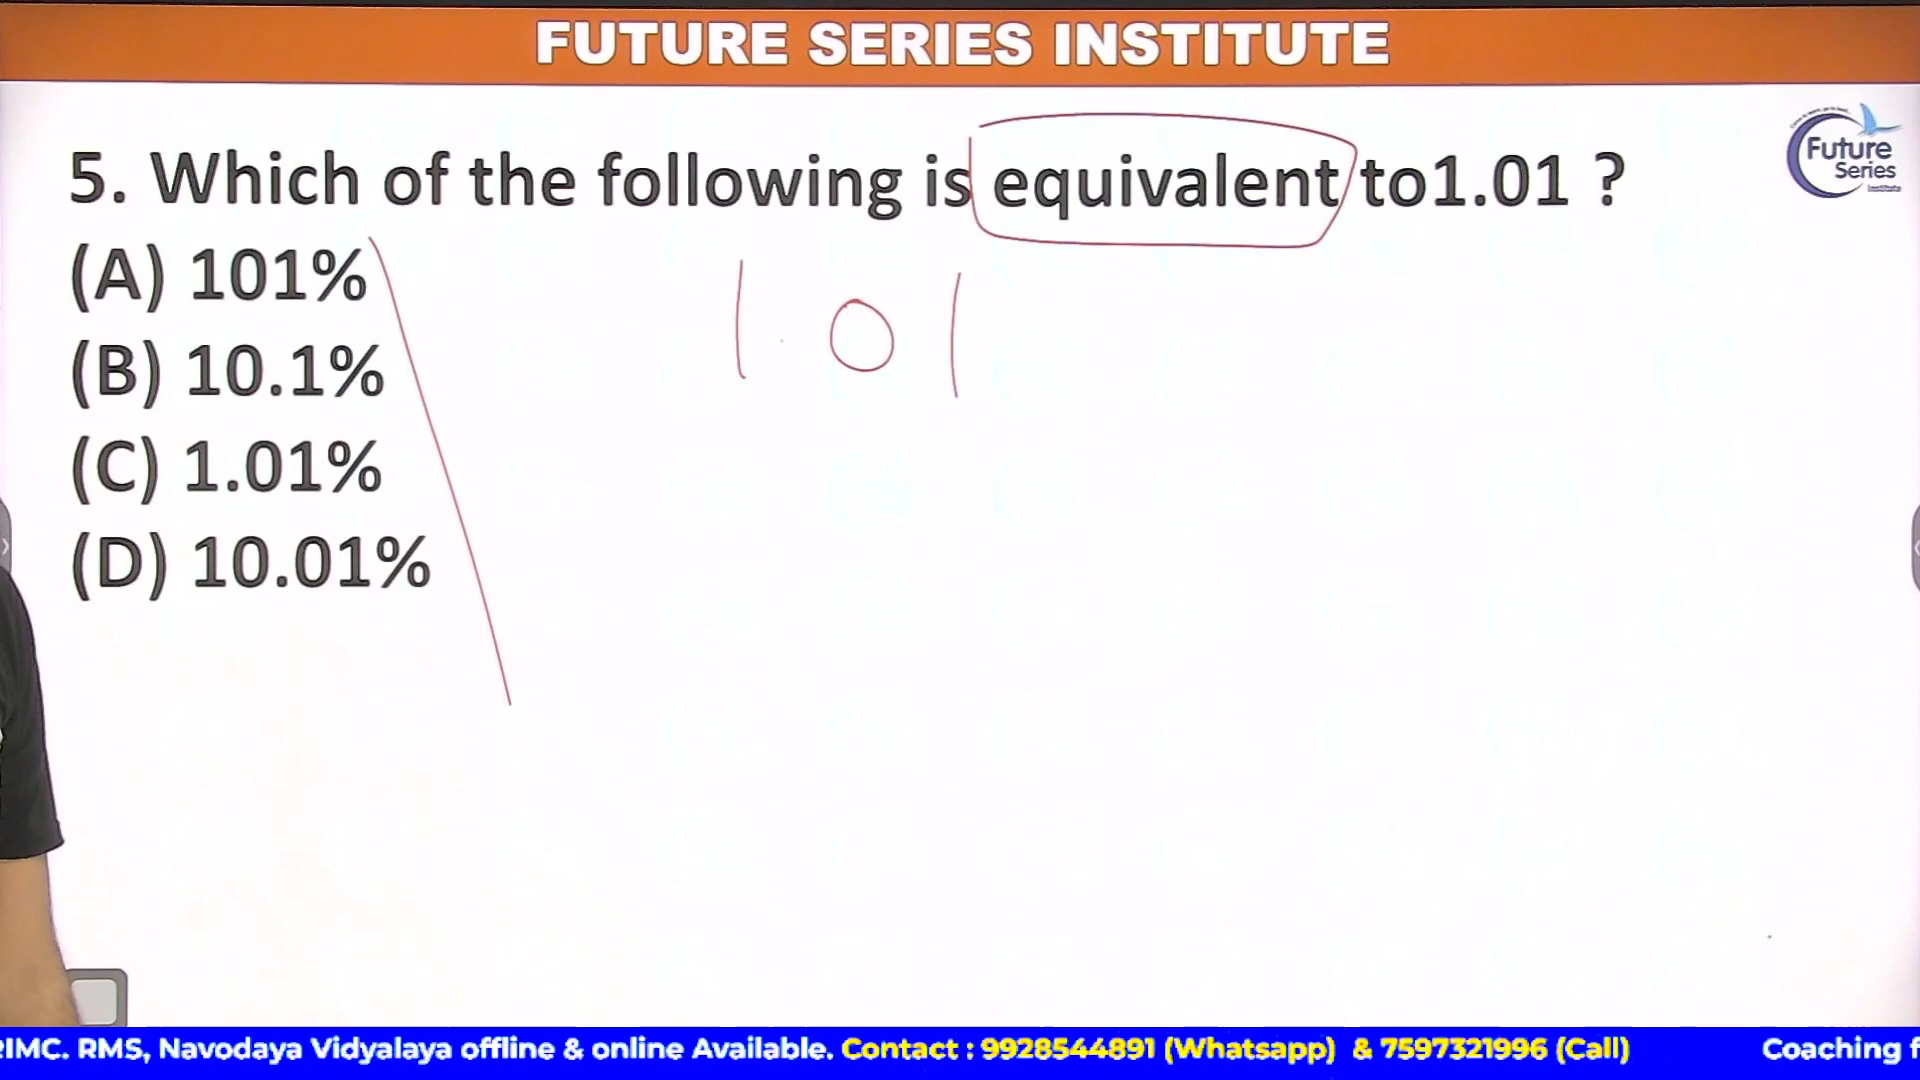 FUTURE SERIES INSTITUTE
Future
Series
Institute
5. Which of the following is equivalent to1.01 ?
(A) 101%
1.01
(B) 10.1%
(C) 1.01%
(D) 10.01%
RIMC. RMS, Navodaya Vidyalaya offline & online Available. Contact : 9928544891 (Whatsapp) & 7597321996 (Call) Coaching f